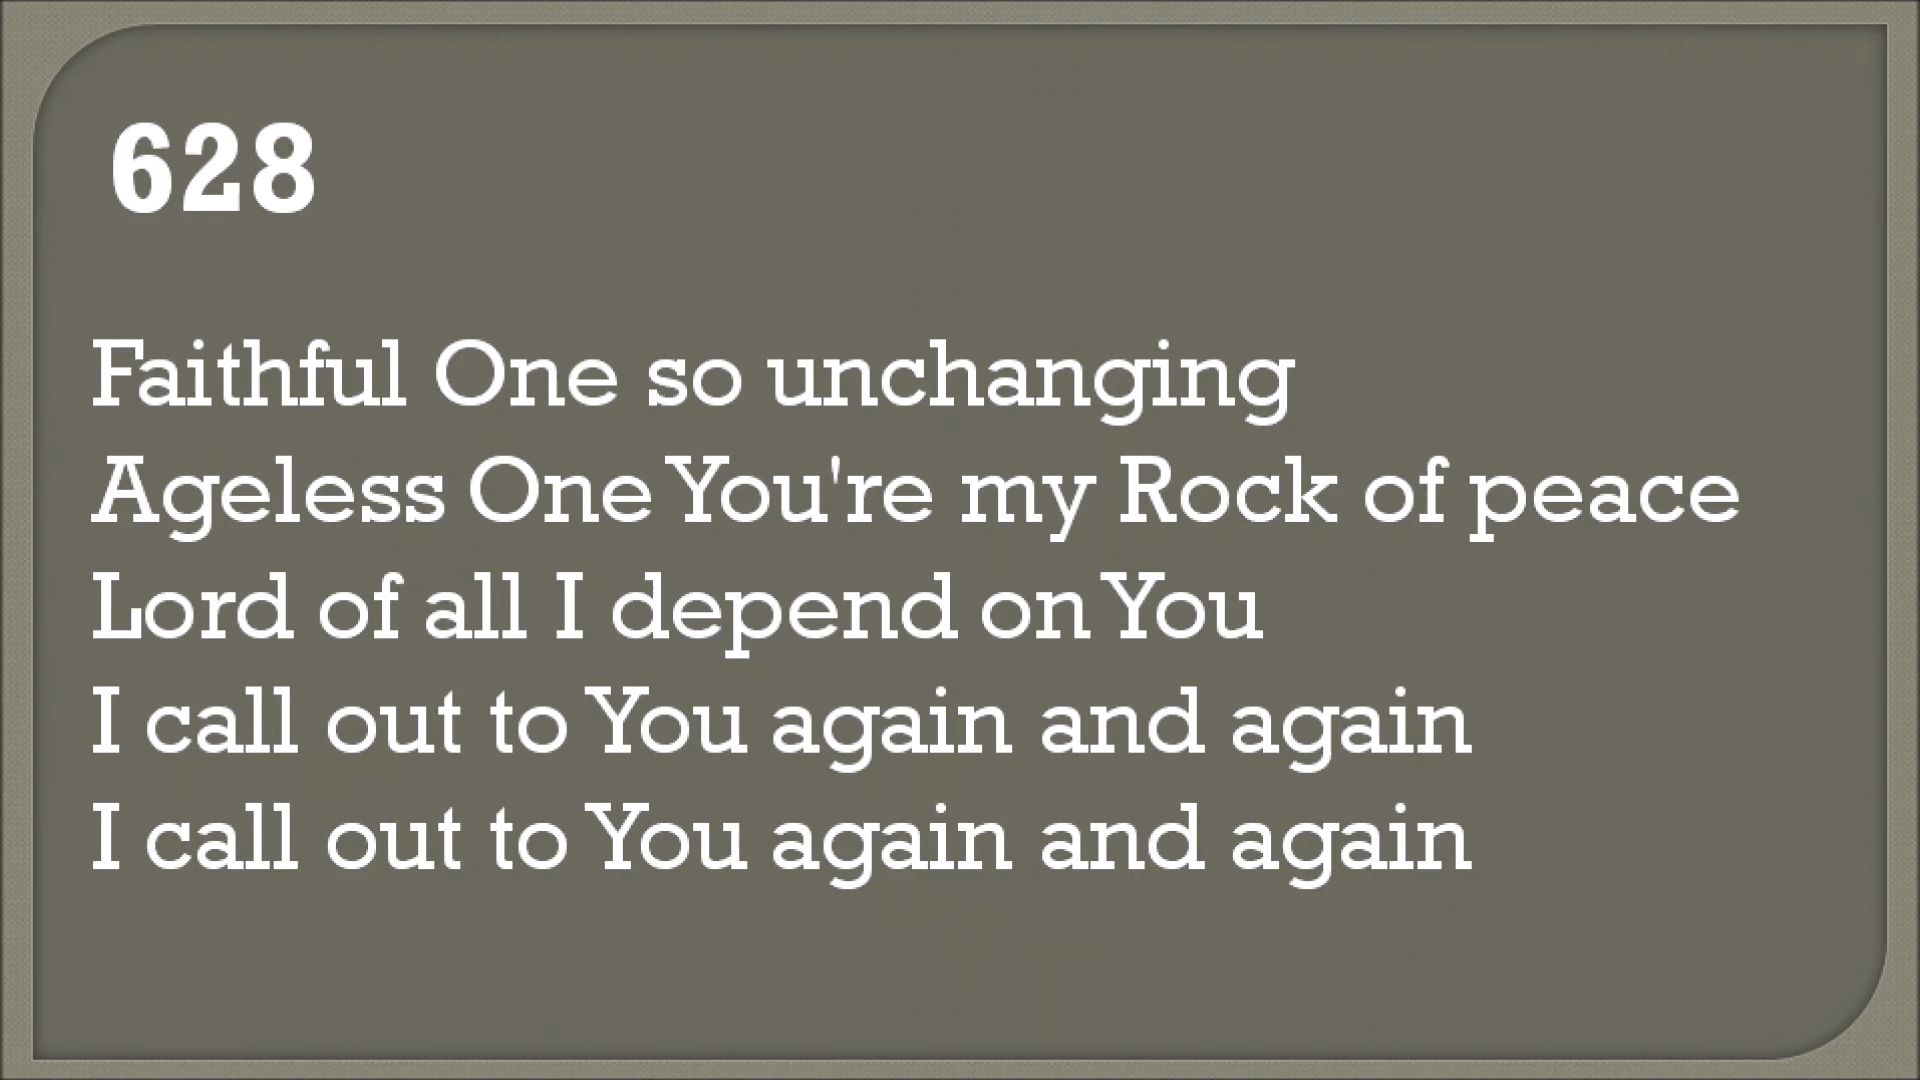 628
Faithful One so unchanging
Ageless One You're my Rock of peace
Lord of all I depend on You
I call out to You again and again
I call out to You again and again